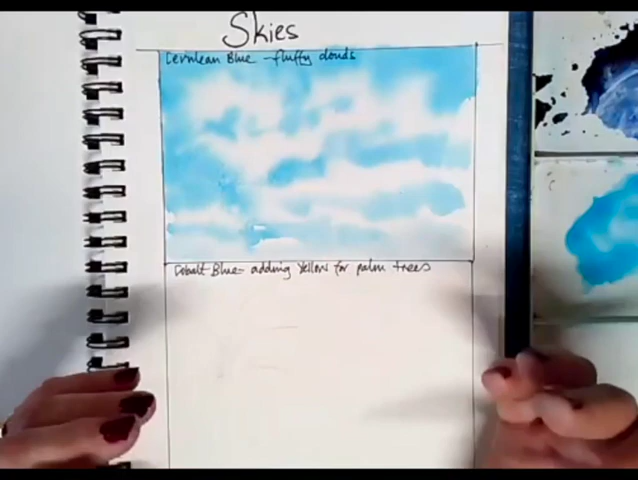 Skies
Cerulean Blue - fluffy clouds
Cobalt Blue - adding Yellow for palm trees